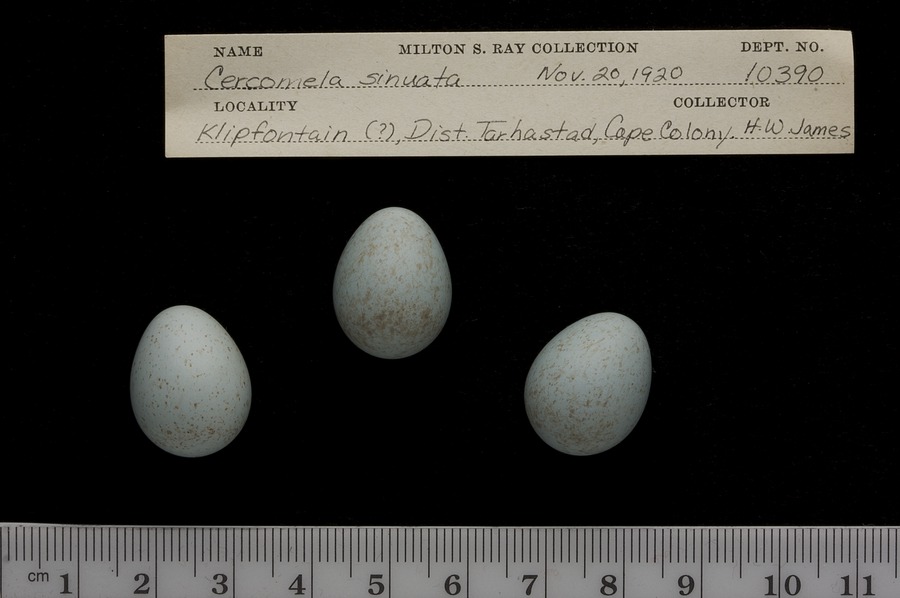 NAME MILTON S. RAY COLLECTION DEPT. NO.
Cercomela sinuata Nov. 20, 1920 10390
LOCALITY COLLECTOR
Klipfontain (?), Dist. Tarhastad, Cape Colony. H.W. James
cm 1 2 3 4 5 6 7 8 9 10 11